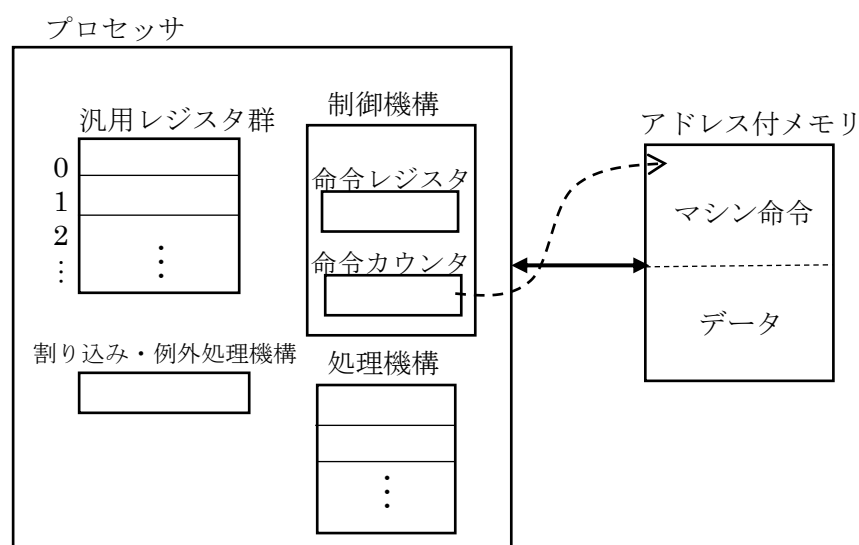 プロセッサ
汎用レジスタ群
0
1
2
⋮
⋮
制御機構
命令レジスタ
命令カウンタ
アドレス付メモリ
マシン命令
データ
割り込み・例外処理機構
処理機構
⋮